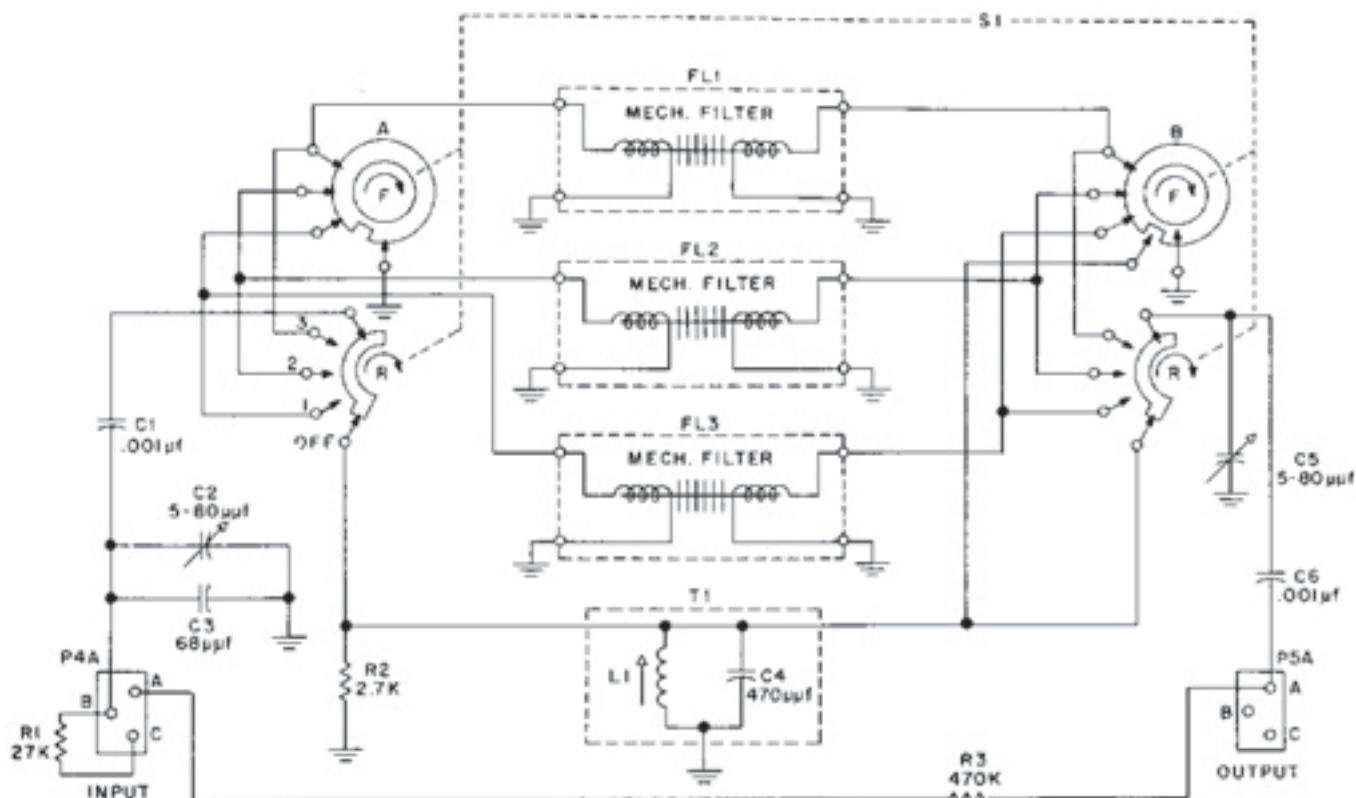 S1
FL1
MECH. FILTER
A
B
F
F
FL2
MECH. FILTER
3
2
1
OFF
R
R
C1
.001µf
FL3
MECH. FILTER
C5
5-80µµf
C2
5-80µµf
C3
68µµf
C6
.001µf
T1
P4A
A
B
C
R1
27K
INPUT
R2
2.7K
L1
C4
470µµf
P5A
A
B
C
OUTPUT
R3
470K